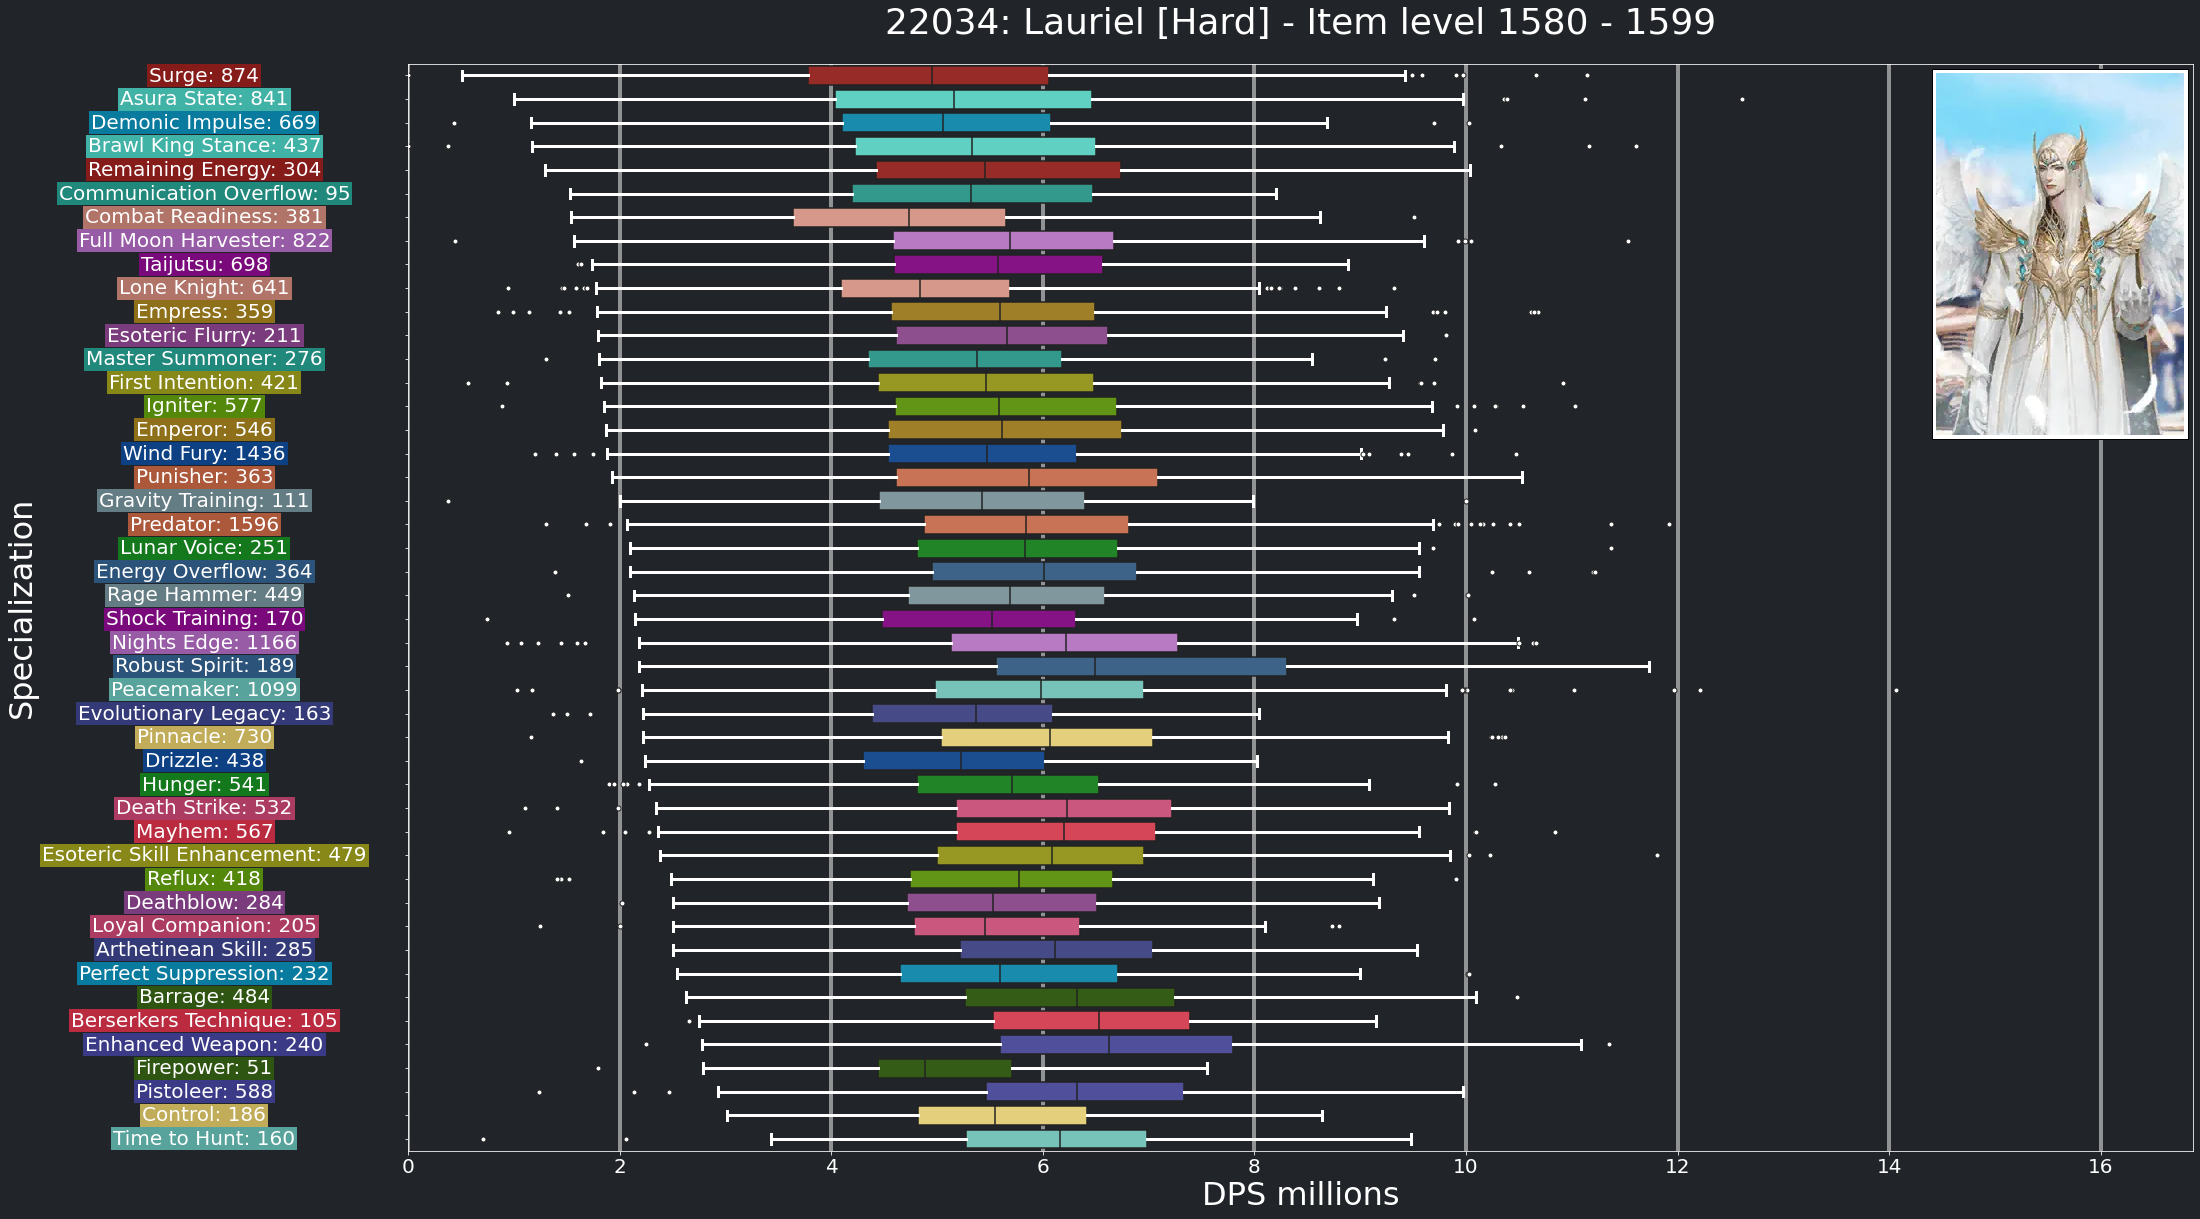 22034: Lauriel [Hard] - Item level 1580 - 1599
Surge: 874
Asura State: 841
Demonic Impulse: 669
Brawl King Stance: 437
Remaining Energy: 304
Communication Overflow: 95
Combat Readiness: 381
Full Moon Harvester: 822
Taijutsu: 698
Lone Knight: 641
Empress: 359
Esoteric Flurry: 211
Master Summoner: 276
First Intention: 421
Igniter: 577
Emperor: 546
Wind Fury: 1436
Punisher: 363
Gravity Training: 111
Predator: 1596
Lunar Voice: 251
Energy Overflow: 364
Rage Hammer: 449
Shock Training: 170
Nights Edge: 1166
Robust Spirit: 189
Peacemaker: 1099
Evolutionary Legacy: 163
Pinnacle: 730
Drizzle: 438
Hunger: 541
Death Strike: 532
Mayhem: 567
Esoteric Skill Enhancement: 479
Reflux: 418
Deathblow: 284
Loyal Companion: 205
Arthetinean Skill: 285
Perfect Suppression: 232
Barrage: 484
Berserkers Technique: 105
Enhanced Weapon: 240
Firepower: 51
Pistoleer: 588
Control: 186
Time to Hunt: 160
Specialization
0 2 4 6 8 10 12 14 16
DPS millions